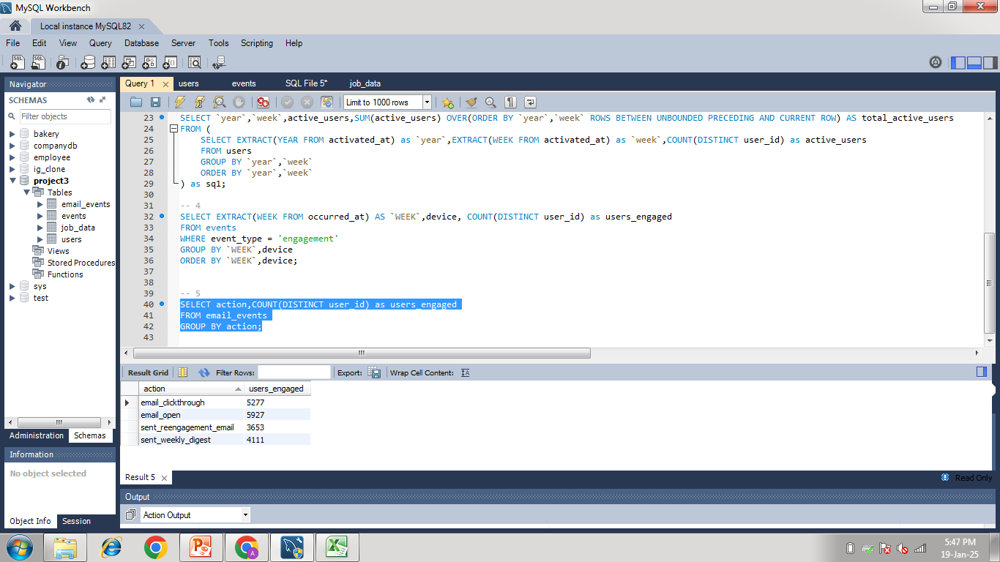 MySQL Workbench
Local instance MySQL82
File Edit View Query Database Server Tools Scripting Help
Navigator
SCHEMAS
Filter objects
bakery
companydb
employee
ig_clone
project3
Tables
email_events
events
job_data
users
Views
Stored Procedures
Functions
sys
test
Administration Schemas
Information
No object selected
Object Info Session
Query 1 users events SQL File 5* job_data
Limit to 1000 rows
23 SELECT `year`,`week`,active_users,SUM(active_users) OVER(ORDER BY `year`,`week` ROWS BETWEEN UNBOUNDED PRECEDING AND CURRENT ROW) AS total_active_users
24 FROM (
25 SELECT EXTRACT(YEAR FROM activated_at) as `year`,EXTRACT(WEEK FROM activated_at) as `week`,COUNT(DISTINCT user_id) as active_users
26 FROM users
27 GROUP BY `year`,`week`
28 ORDER BY `year`,`week`
29 ) as sq1;
30
31 -- 4
32 SELECT EXTRACT(WEEK FROM occurred_at) AS `WEEK`,device, COUNT(DISTINCT user_id) as users_engaged
33 FROM events
34 WHERE event_type = 'engagement'
35 GROUP BY `WEEK`,device
36 ORDER BY `WEEK`,device;
37
38
39 -- 5
40 SELECT action,COUNT(DISTINCT user_id) as users_engaged
41 FROM email_events
42 GROUP BY action;
43
Result Grid Filter Rows: Export: Wrap Cell Content:
action users_engaged
email_clickthrough 5277
email_open 5927
sent_reengagement_email 3653
sent_weekly_digest 4111
Result 5
Read Only
Output
Action Output
5:47 PM
19-Jan-25